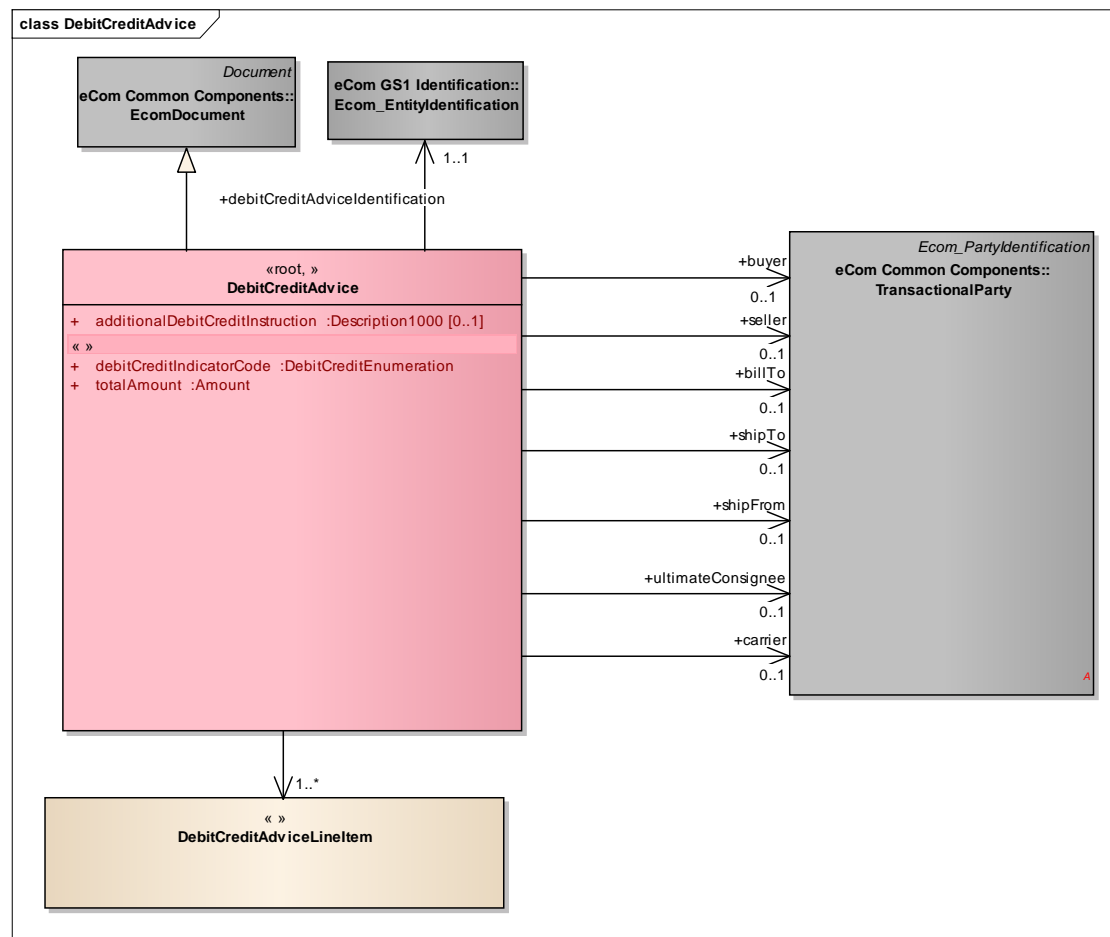 class DebitCreditAdvice
Document
eCom Common Components::
EcomDocument
eCom GS1 Identification::
Ecom_EntityIdentification
1..1
+debitCreditAdviceIdentification
«root, »
DebitCreditAdvice
+ additionalDebitCreditInstruction :Description1000 [0..1]
« »
+ debitCreditIndicatorCode :DebitCreditEnumeration
+ totalAmount :Amount
+buyer
0..1
+seller
0..1
+billTo
0..1
+shipTo
0..1
+shipFrom
0..1
+ultimateConsignee
0..1
+carrier
0..1
Ecom_PartyIdentification
eCom Common Components::
TransactionalParty
A
1..*
« »
DebitCreditAdviceLineItem